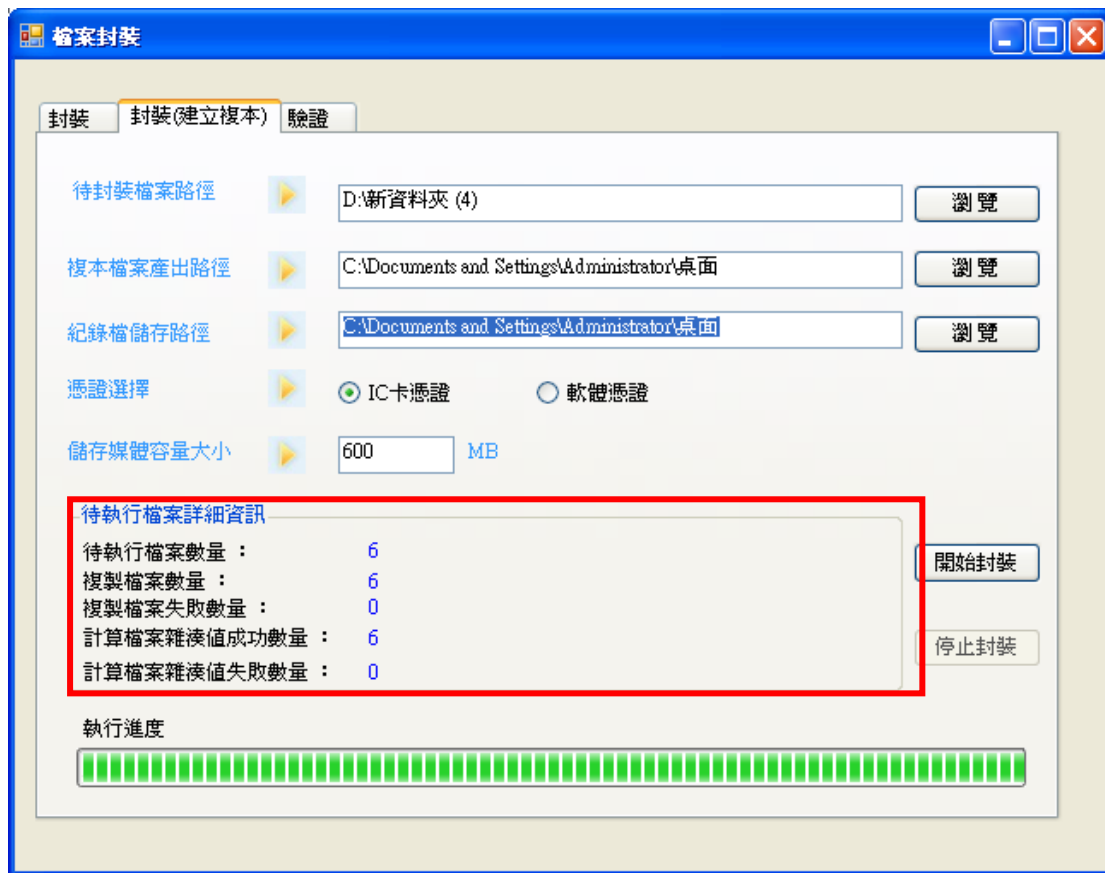 檔案封裝
封裝 封裝(建立複本) 驗證
待封裝檔案路徑 D:\新資料夾 (4) 瀏覽
複本檔案產出路徑 C:\Documents and Settings\Administrator\桌面 瀏覽
紀錄檔儲存路徑 C:\Documents and Settings\Administrator\桌面 瀏覽
憑證選擇 IC卡憑證 軟體憑證
儲存媒體容量大小 600 MB
待執行檔案詳細資訊
待執行檔案數量 : 6
開始封裝
複製檔案數量 : 6
複製檔案失敗數量 : 0
計算檔案雜湊值成功數量 : 6
停止封裝
計算檔案雜湊值失敗數量 : 0
執行進度